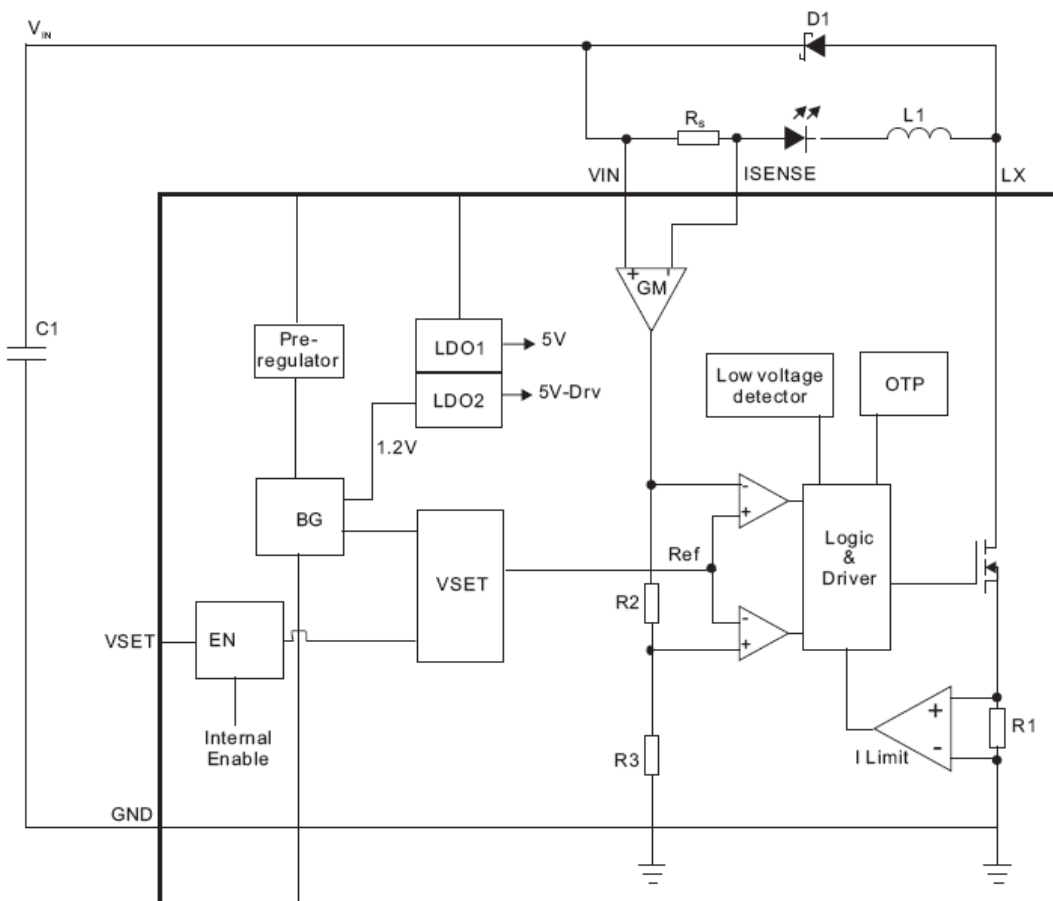 D1
VIN
Rs
L1
VIN
ISENSE
LX
+ -
GM
C1
Pre-
regulator
LDO1
5V
LDO2
5V-Drv
Low voltage
detector
OTP
1.2V
BG
-
+
VSET
Ref
Logic
&
Driver
R2
VSET
EN
-
+
Internal
Enable
+
-
I Limit
R1
R3
GND